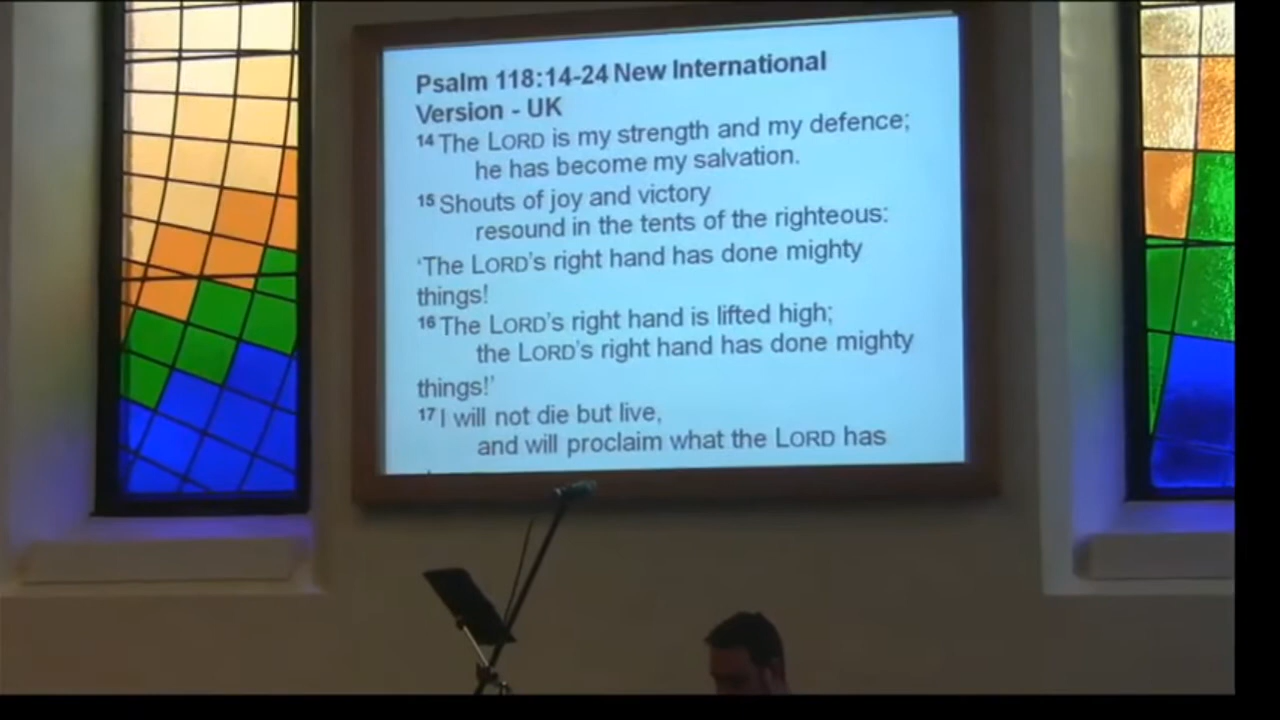 Psalm 118:14-24 New International
Version - UK
14 The LORD is my strength and my defence;
he has become my salvation.
15 Shouts of joy and victory
resound in the tents of the righteous:
‘The LORD’s right hand has done mighty
things!
16 The LORD’s right hand is lifted high;
the LORD’s right hand has done mighty
things!’
17 I will not die but live,
and will proclaim what the LORD has